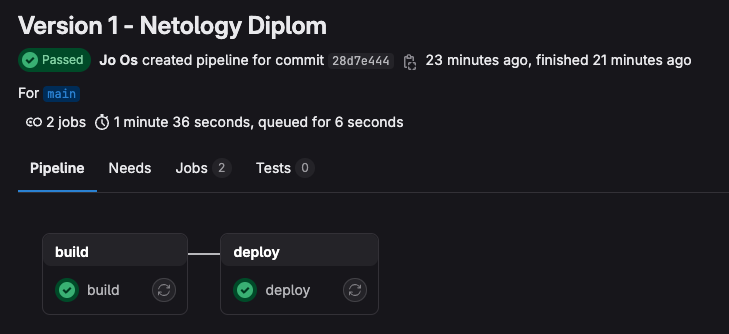 Version 1 - Netology Diplom
Passed Jo Os created pipeline for commit 28d7e444 23 minutes ago, finished 21 minutes ago
For main
2 jobs 1 minute 36 seconds, queued for 6 seconds
Pipeline Needs Jobs 2 Tests 0
build deploy
build deploy